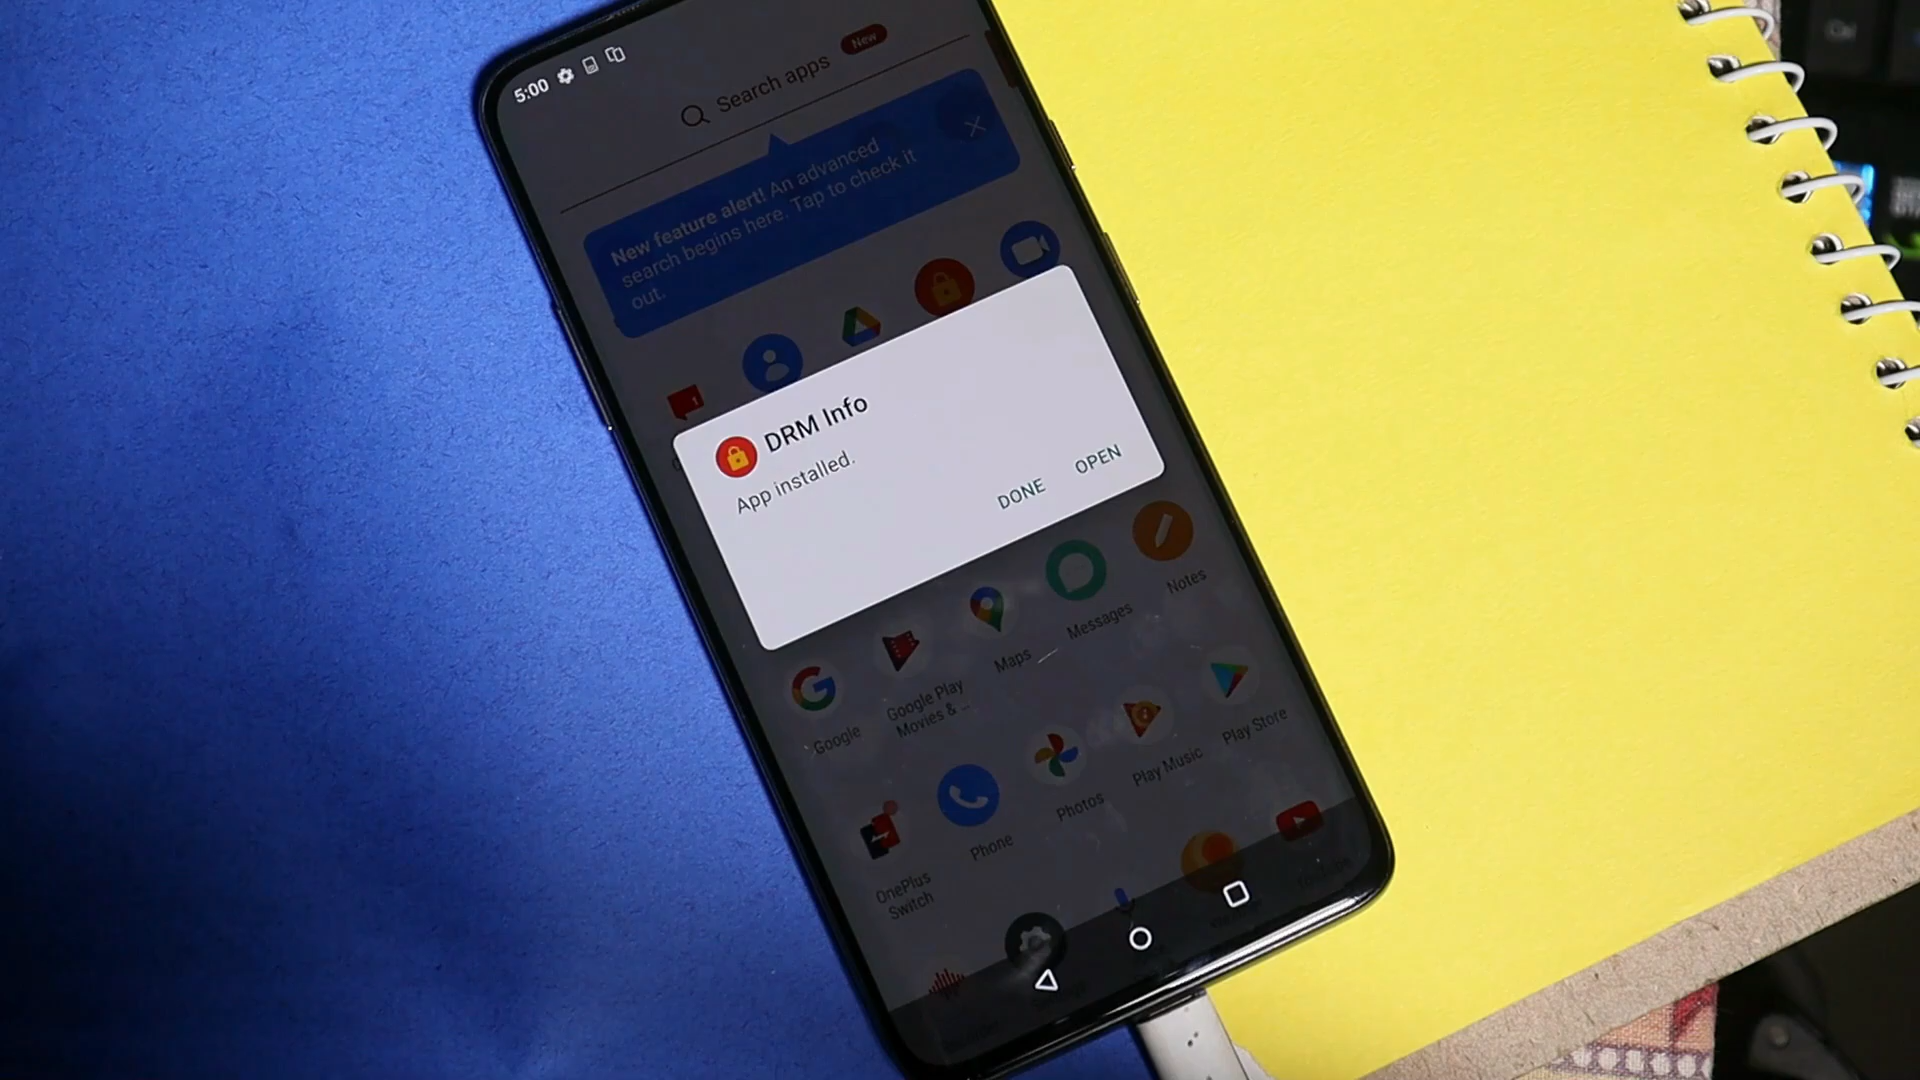 5:00
Search apps
New
New feature alert! An advanced
search begins here. Tap to check it
out.
DRM Info
App installed.
DONE
OPEN
Google
Google Play
Movies & ...
Maps
Messages
Notes
OnePlus
Switch
Phone
Photos
Play Music
Play Store